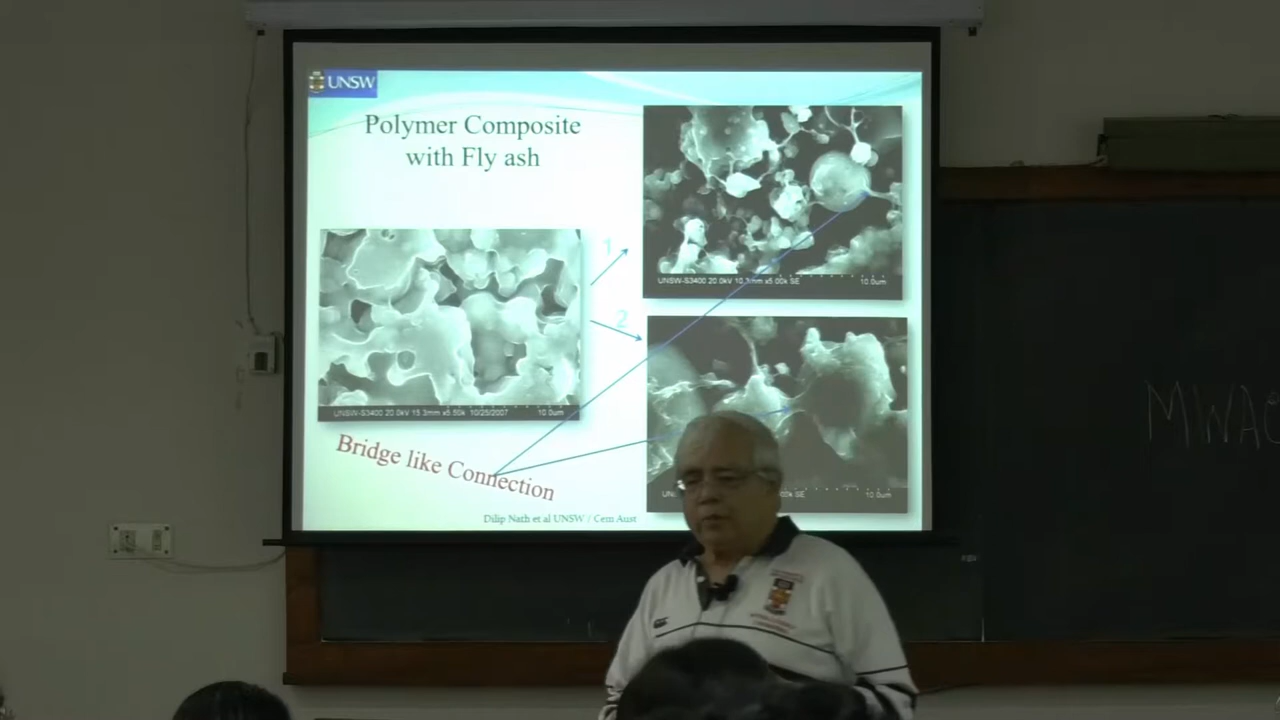 UNSW
Polymer Composite
with Fly ash
1
2
UNSW-S3400 20.0kV 10.3mm x5.00k SE 10.0um
UNSW-S3400 20.0kV 15.3mm x5.50k 10/25/2007 10.0um
Bridge like Connection
10.0um
Dilip Nath et al UNSW / Cem Aust